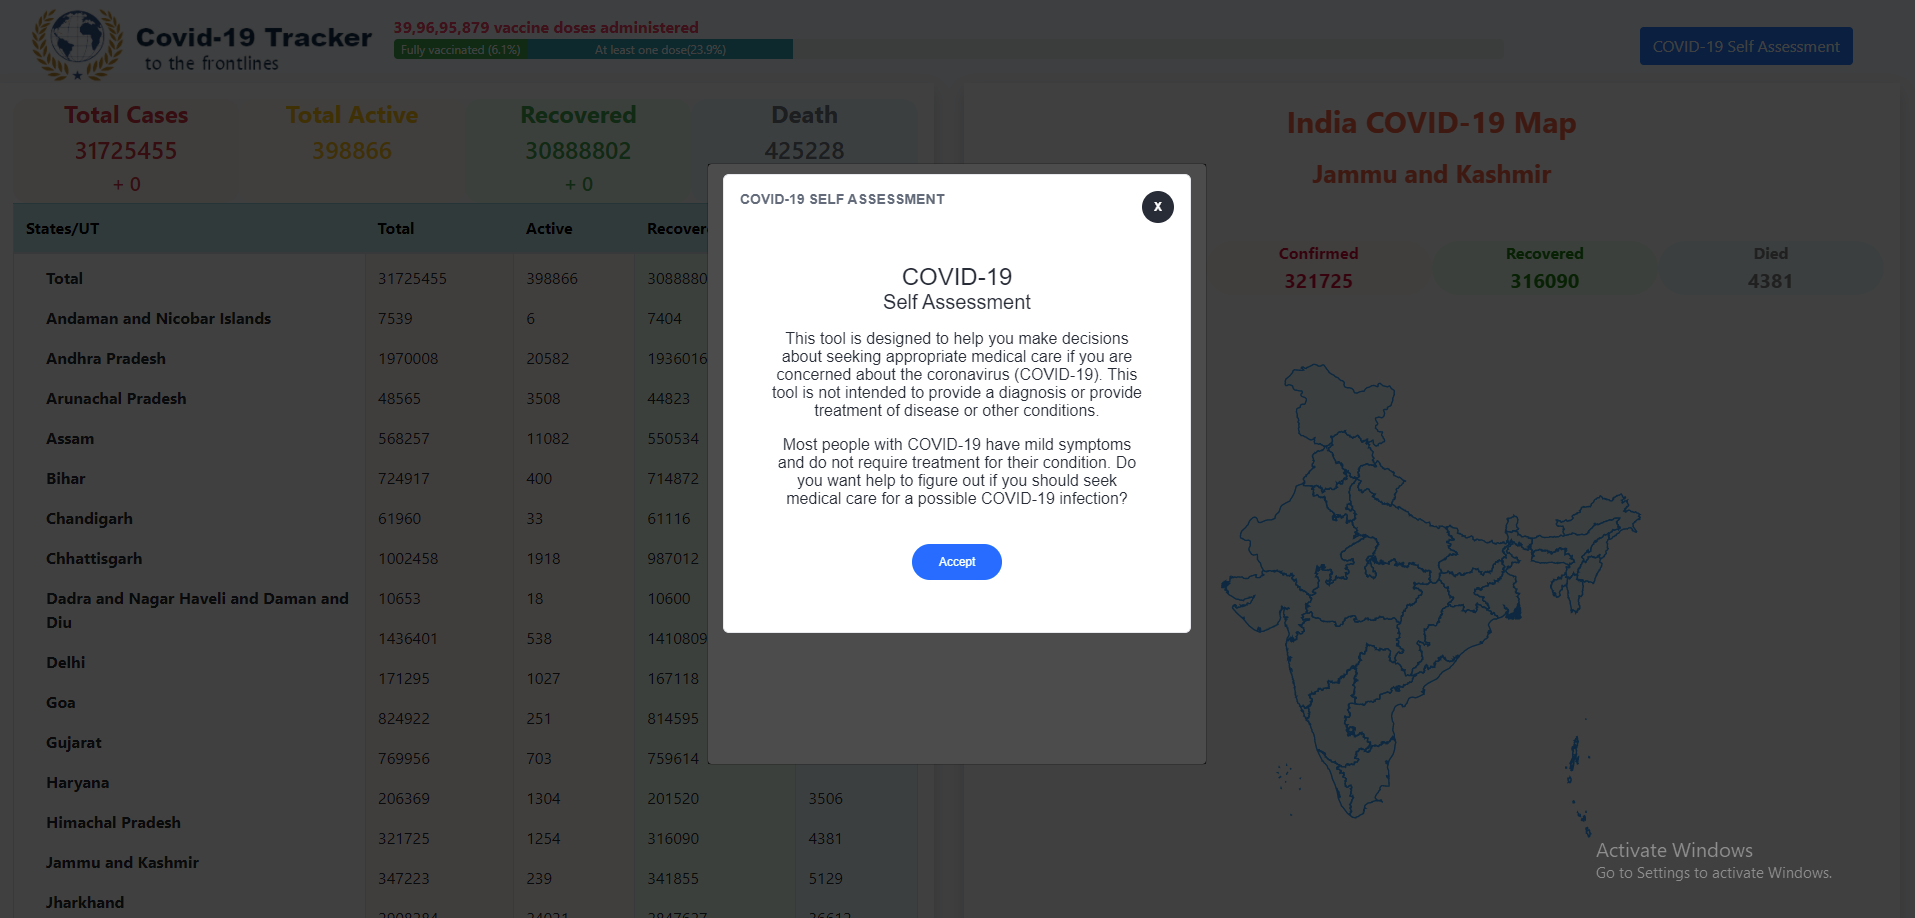 Covid-19 Tracker
to the frontlines
39,96,95,879 vaccine doses administered
Fully vaccinated (6.1%) At least one dose(23.9%)
COVID-19 Self Assessment
Total Cases Total Active Recovered Death
31725455 398866 30888802 425228
+ 0 + 0
States/UT Total Active Recover
Total 31725455 398866 3088880
Andaman and Nicobar Islands 7539 6 7404
Andhra Pradesh 1970008 20582 1936016
Arunachal Pradesh 48565 3508 44823
Assam 568257 11082 550534
Bihar 724917 400 714872
Chandigarh 61960 33 61116
Chhattisgarh 1002458 1918 987012
Dadra and Nagar Haveli and Daman and 10653 18 10600
Diu
1436401 538 1410809
Delhi
171295 1027 167118
Goa
824922 251 814595
Gujarat
769956 703 759614
Haryana
206369 1304 201520 3506
Himachal Pradesh
321725 1254 316090 4381
Jammu and Kashmir
347223 239 341855 5129
Jharkhand
COVID-19 SELF ASSESSMENT
X
COVID-19
Self Assessment
This tool is designed to help you make decisions
about seeking appropriate medical care if you are
concerned about the coronavirus (COVID-19). This
tool is not intended to provide a diagnosis or provide
treatment of disease or other conditions.
Most people with COVID-19 have mild symptoms
and do not require treatment for their condition. Do
you want help to figure out if you should seek
medical care for a possible COVID-19 infection?
Accept
India COVID-19 Map
Jammu and Kashmir
Confirmed Recovered Died
321725 316090 4381
Activate Windows
Go to Settings to activate Windows.